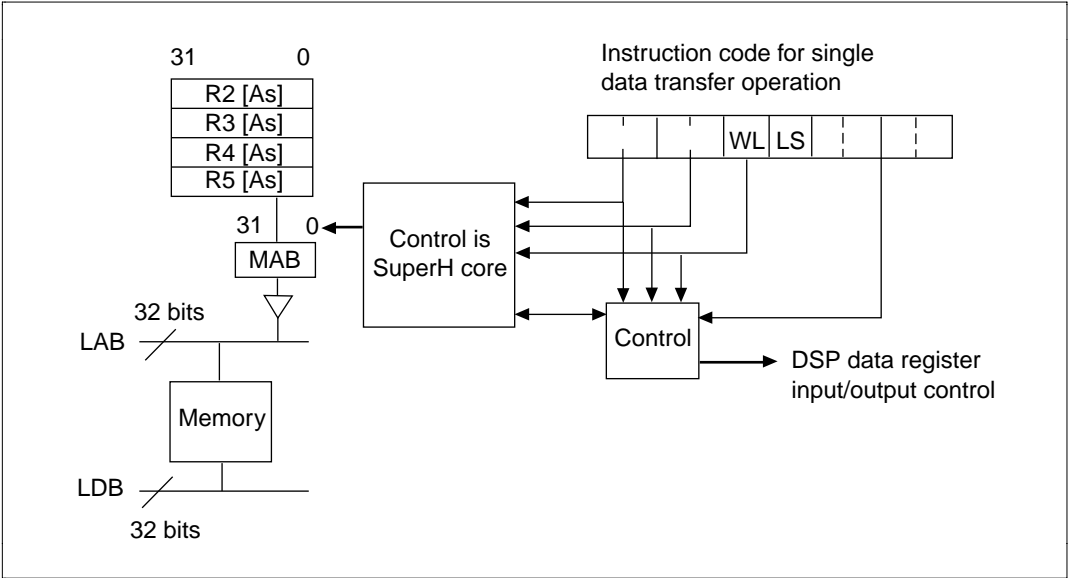 31 0
R2 [As]
R3 [As]
R4 [As]
R5 [As]
31 0
MAB
32 bits
LAB
Memory
LDB
32 bits
Instruction code for single
data transfer operation
WL LS
Control is
SuperH core
Control
DSP data register
input/output control